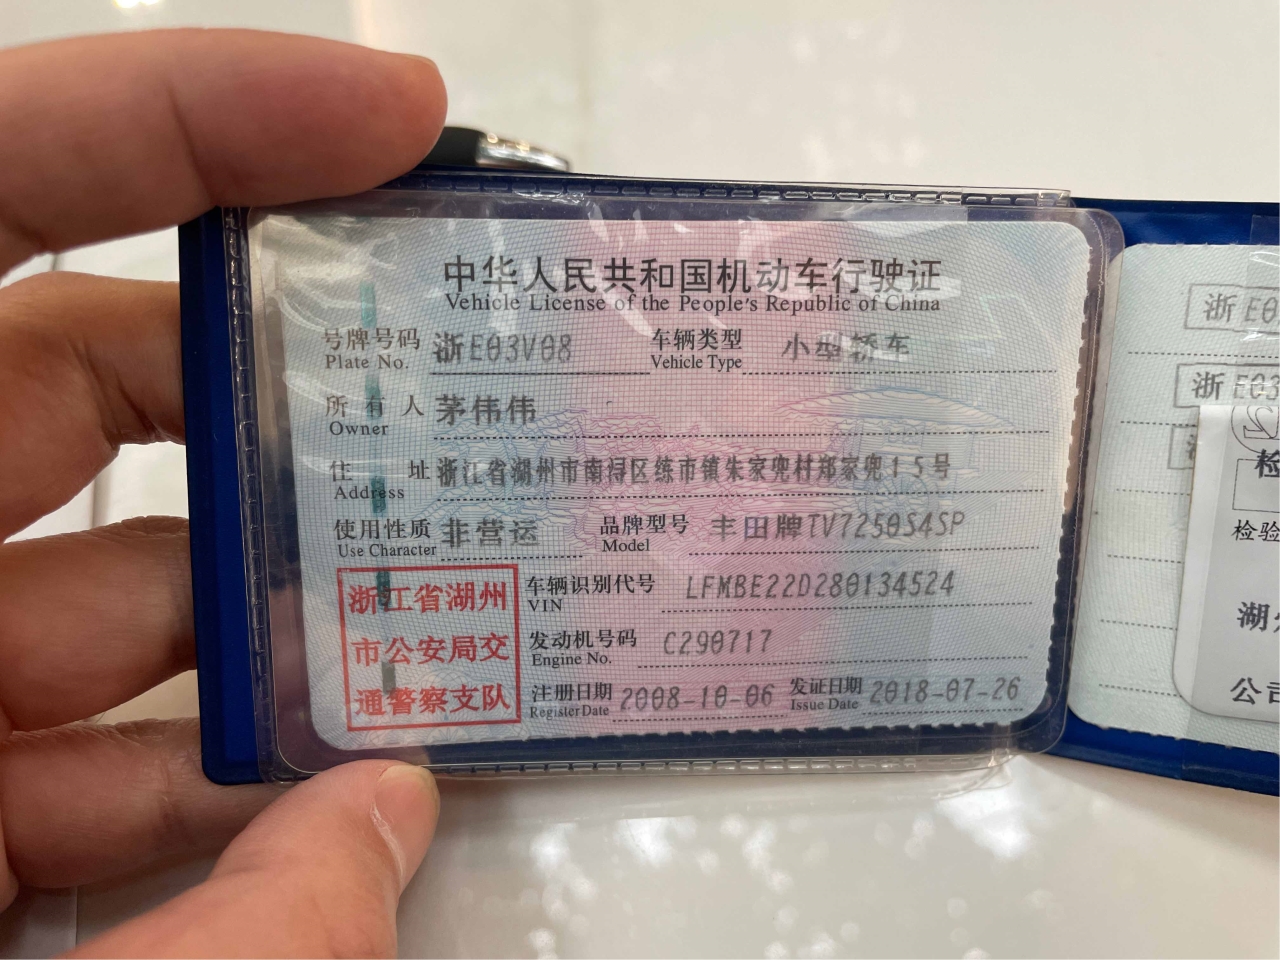 中华人民共和国机动车行驶证
Vehicle License of the People's Republic of China
号牌号码 浙E03V08 车辆类型 小型轿车
Plate No. Vehicle Type
所有人 茅伟伟
Owner
住址 浙江省湖州市南浔区练市镇朱家兜村郑家兜15号
Address
使用性质 非营运 品牌型号 丰田牌TV7250S4SP
Use Character Model
浙江省湖州
市公安局交
通警察支队
车辆识别代号 LFMBE22D280134524
VIN
发动机号码 C290717
Engine No.
注册日期 2008-10-06 发证日期 2018-07-26
Register Date Issue Date
浙E0
浙E03
检
检验
湖
公司